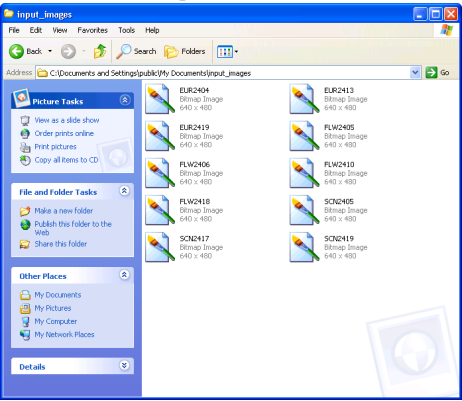 input_images
File Edit View Favorites Tools Help
Back Search Folders
Address C:\Documents and Settings\public\My Documents\input_images Go
Picture Tasks
View as a slide show
Order prints online
Print pictures
Copy all items to CD
File and Folder Tasks
Make a new folder
Publish this folder to the
Web
Share this folder
Other Places
My Documents
My Pictures
My Computer
My Network Places
Details
EUR2404
Bitmap Image
640 x 480
EUR2413
Bitmap Image
640 x 480
EUR2419
Bitmap Image
640 x 480
FLW2405
Bitmap Image
640 x 480
FLW2406
Bitmap Image
640 x 480
FLW2410
Bitmap Image
640 x 480
FLW2418
Bitmap Image
640 x 480
SCN2405
Bitmap Image
640 x 480
SCN2417
Bitmap Image
640 x 480
SCN2419
Bitmap Image
640 x 480